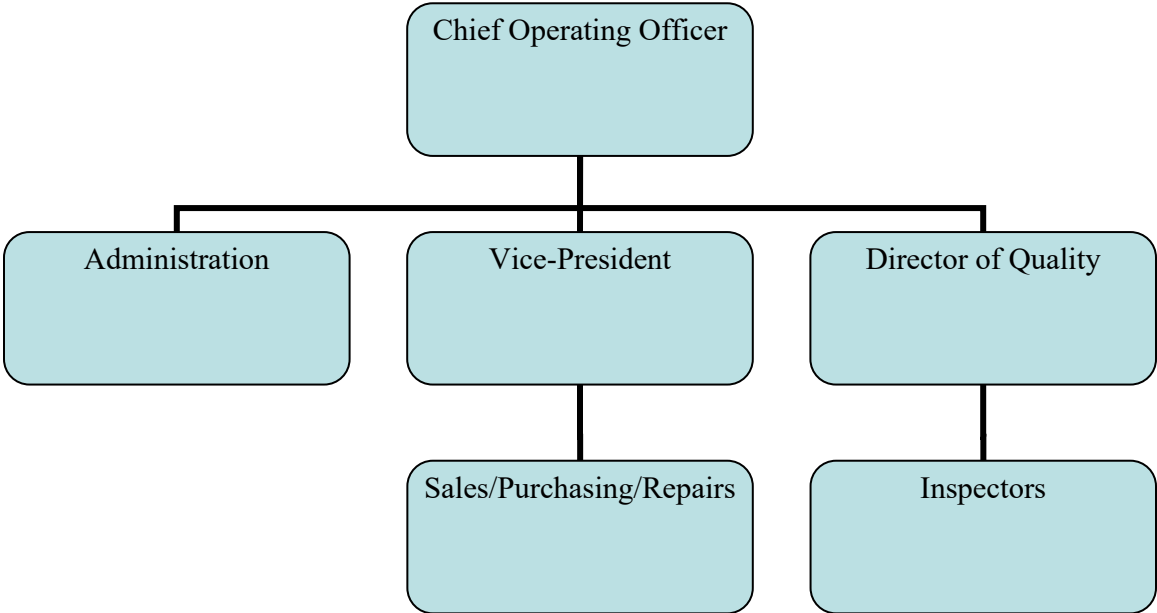 Chief Operating Officer
Administration
Vice-President
Director of Quality
Sales/Purchasing/Repairs
Inspectors